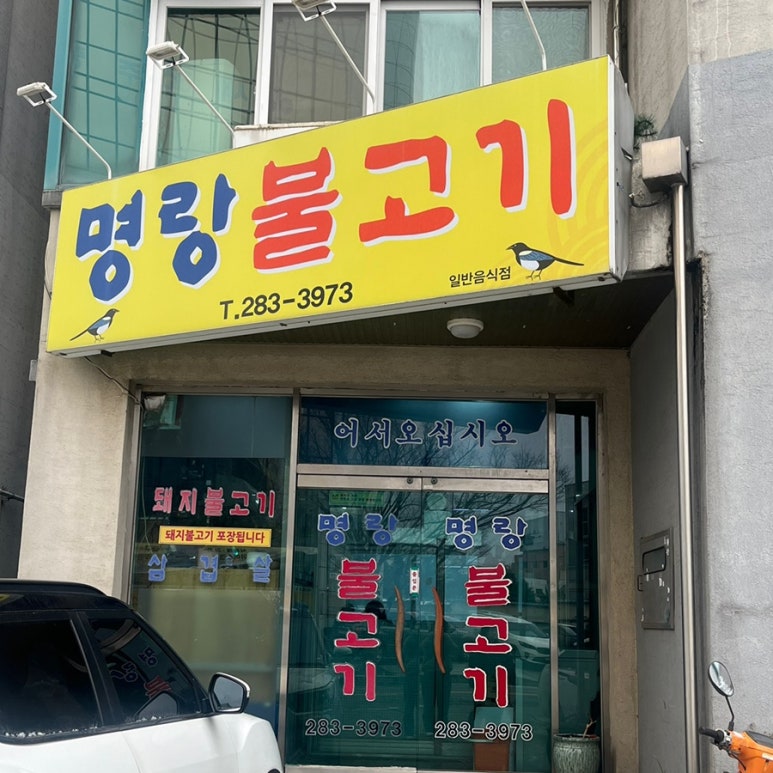 명랑불고기
T.283-3973
일반음식점
어서오십시오
돼지불고기
돼지불고기 포장됩니다
삼겹살
명랑
불고기
283-3973
명랑
불고기
283-3973